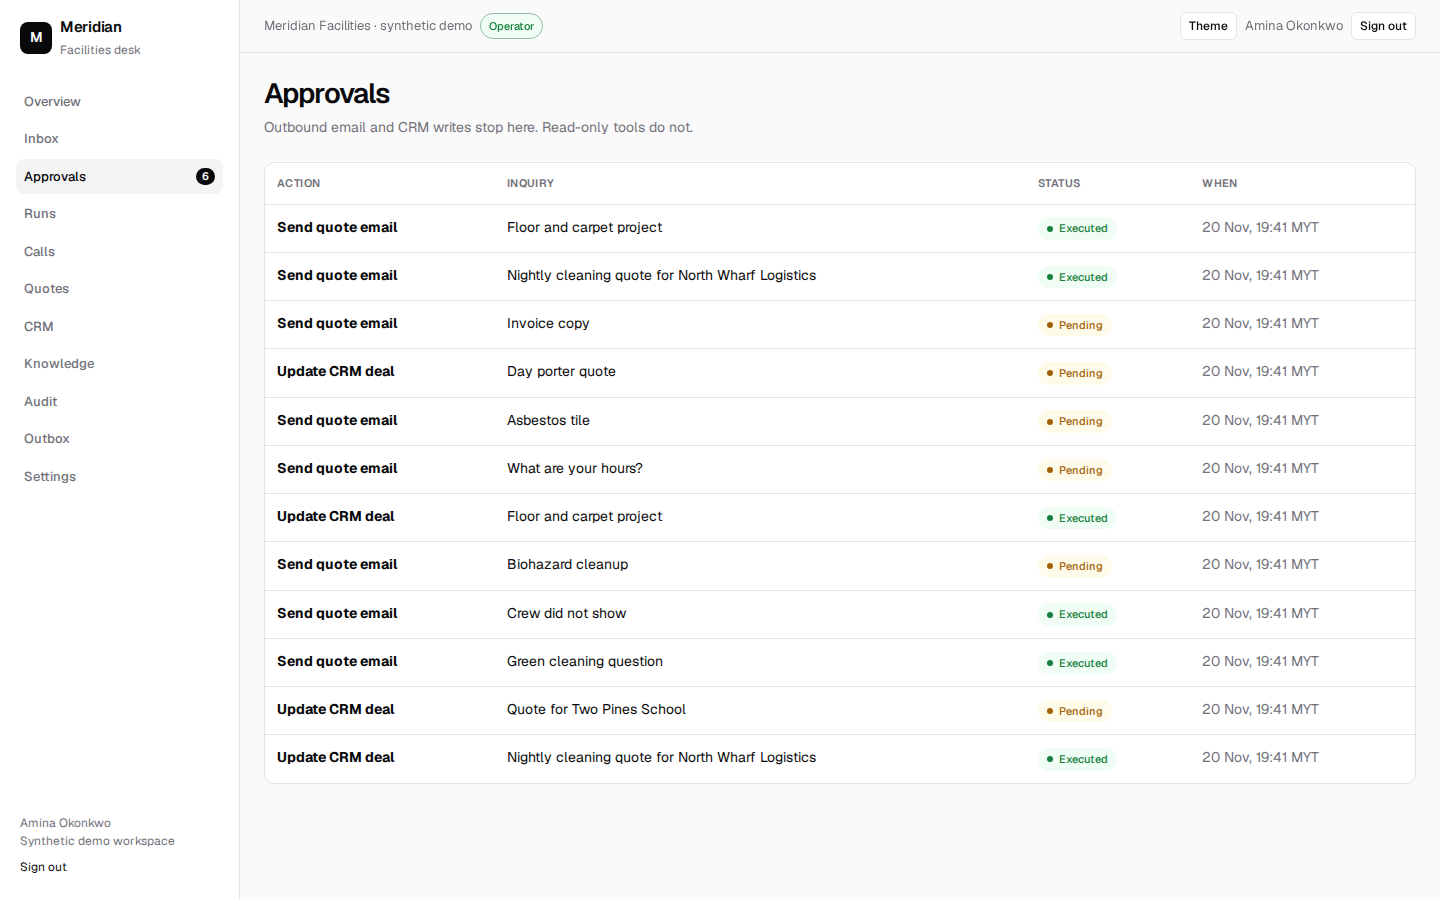 M
Meridian
Facilities desk
Overview
Inbox
Approvals 6
Runs
Calls
Quotes
CRM
Knowledge
Audit
Outbox
Settings
Amina Okonkwo
Synthetic demo workspace
Sign out
Meridian Facilities · synthetic demo Operator Theme Amina Okonkwo Sign out
Approvals
Outbound email and CRM writes stop here. Read-only tools do not.
ACTION INQUIRY STATUS WHEN
Send quote email Floor and carpet project Executed 20 Nov, 19:41 MYT
Send quote email Nightly cleaning quote for North Wharf Logistics Executed 20 Nov, 19:41 MYT
Send quote email Invoice copy Pending 20 Nov, 19:41 MYT
Update CRM deal Day porter quote Pending 20 Nov, 19:41 MYT
Send quote email Asbestos tile Pending 20 Nov, 19:41 MYT
Send quote email What are your hours? Pending 20 Nov, 19:41 MYT
Update CRM deal Floor and carpet project Executed 20 Nov, 19:41 MYT
Send quote email Biohazard cleanup Pending 20 Nov, 19:41 MYT
Send quote email Crew did not show Executed 20 Nov, 19:41 MYT
Send quote email Green cleaning question Executed 20 Nov, 19:41 MYT
Update CRM deal Quote for Two Pines School Pending 20 Nov, 19:41 MYT
Update CRM deal Nightly cleaning quote for North Wharf Logistics Executed 20 Nov, 19:41 MYT